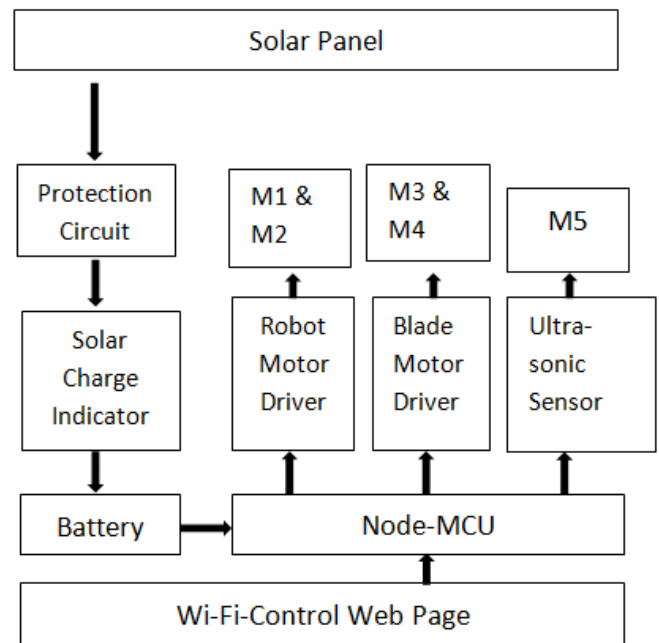 Solar Panel
Protection
Circuit
M1 &
M2
M3 &
M4
M5
Solar
Charge
Indicator
Robot
Motor
Driver
Blade
Motor
Driver
Ultra-
sonic
Sensor
Battery
Node-MCU
Wi-Fi-Control Web Page